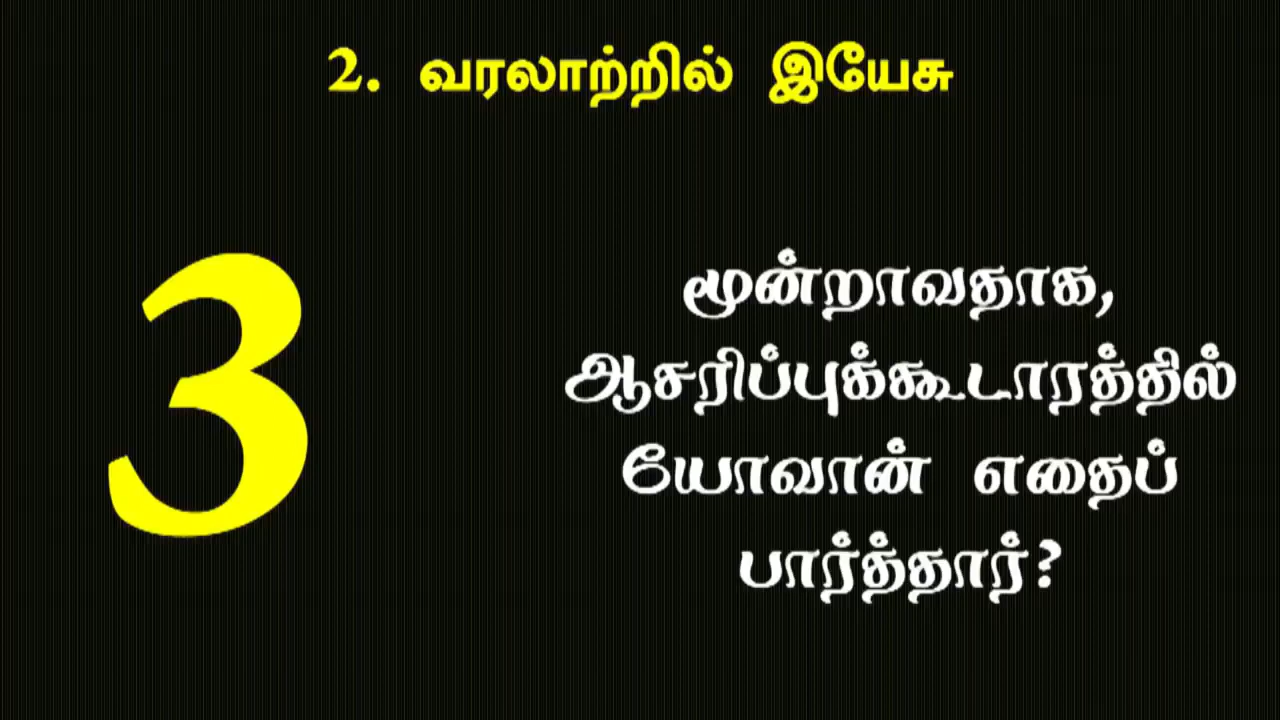 2. வரலாற்றில் இயேசு
3
மூன்றாவதாக,
ஆசரிப்புக்கூடாரத்தில்
யோவான் எதைப்
பார்த்தார்?